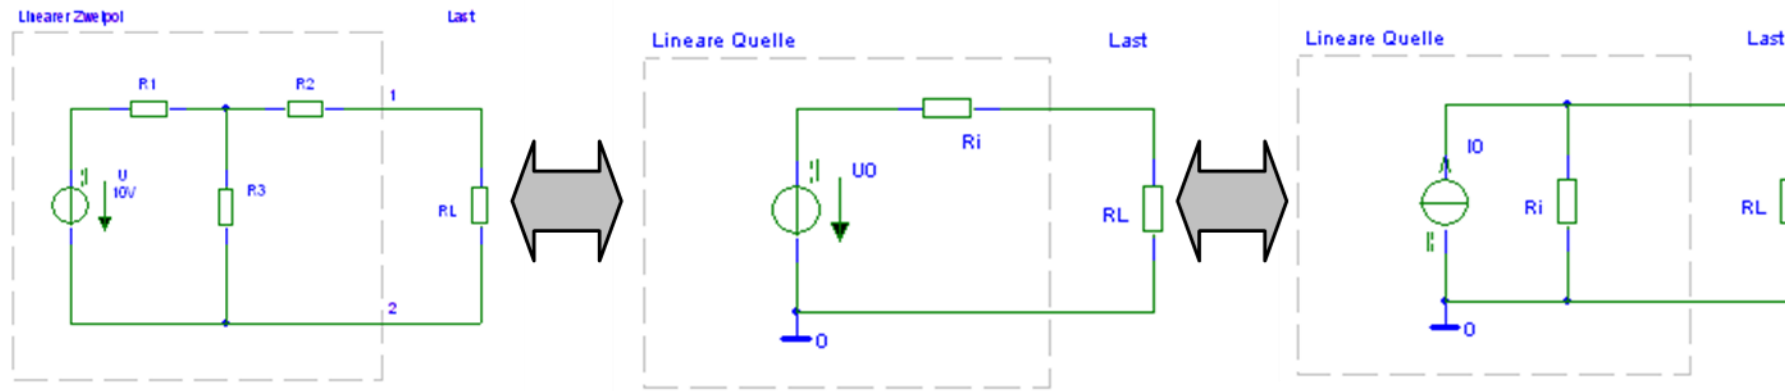 Linearer Zweipol
Last
R1
R2
1
U
10V
R3
RL
2
Lineare Quelle
Last
Ri
U0
RL
0
Lineare Quelle
Last
I0
Ri
RL
0